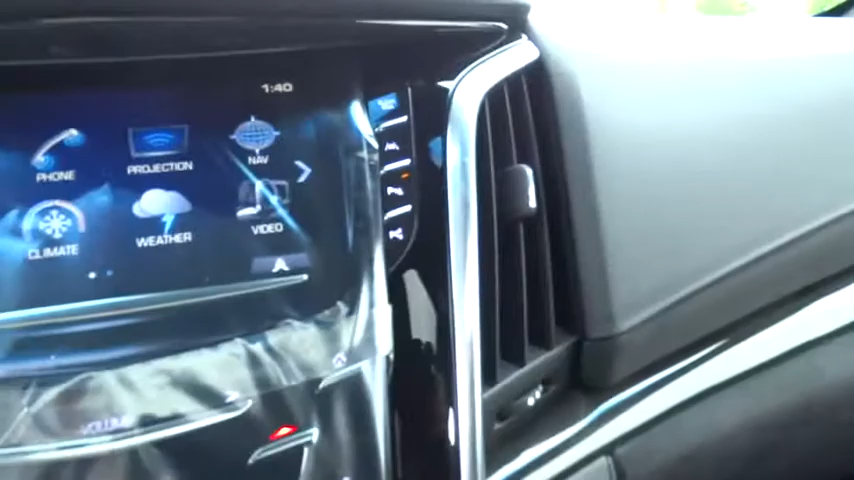 1:40
PHONE
PROJECTION
NAV
CLIMATE
WEATHER
VIDEO
VOLUME